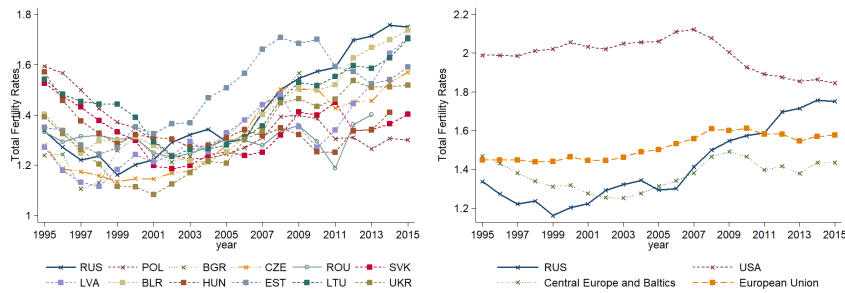 Total Fertility Rates
1.8
1.6
1.4
1.2
1
1995 1997 1999 2001 2003 2005 2007 2009 2011 2013 2015
year
RUS POL BGR CZE ROU SVK
LVA BLR HUN EST LTU UKR
Total Fertility Rates
2.2
2
1.8
1.6
1.4
1.2
1995 1997 1999 2001 2003 2005 2007 2009 2011 2013 2015
year
RUS USA
Central Europe and Baltics European Union